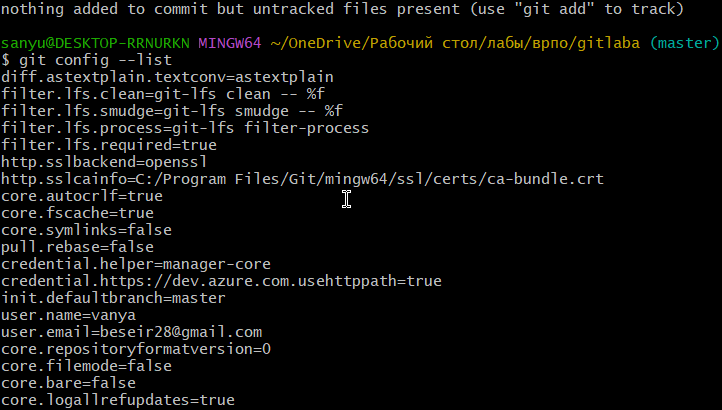 nothing added to commit but untracked files present (use "git add" to track)
sanyu@DESKTOP-RRNURKN MINGW64 ~/OneDrive/Рабочий стол/лабы/врпо/gitlaba (master)
$ git config --list
diff.astextplain.textconv=astextplain
filter.lfs.clean=git-lfs clean -- %f
filter.lfs.smudge=git-lfs smudge -- %f
filter.lfs.process=git-lfs filter-process
filter.lfs.required=true
http.sslbackend=openssl
http.sslcainfo=C:/Program Files/Git/mingw64/ssl/certs/ca-bundle.crt
core.autocrlf=true
core.fscache=true
core.symlinks=false
pull.rebase=false
credential.helper=manager-core
credential.https://dev.azure.com.usehttppath=true
init.defaultbranch=master
user.name=vanya
user.email=beseir28@gmail.com
core.repositoryformatversion=0
core.filemode=false
core.bare=false
core.logallrefupdates=true